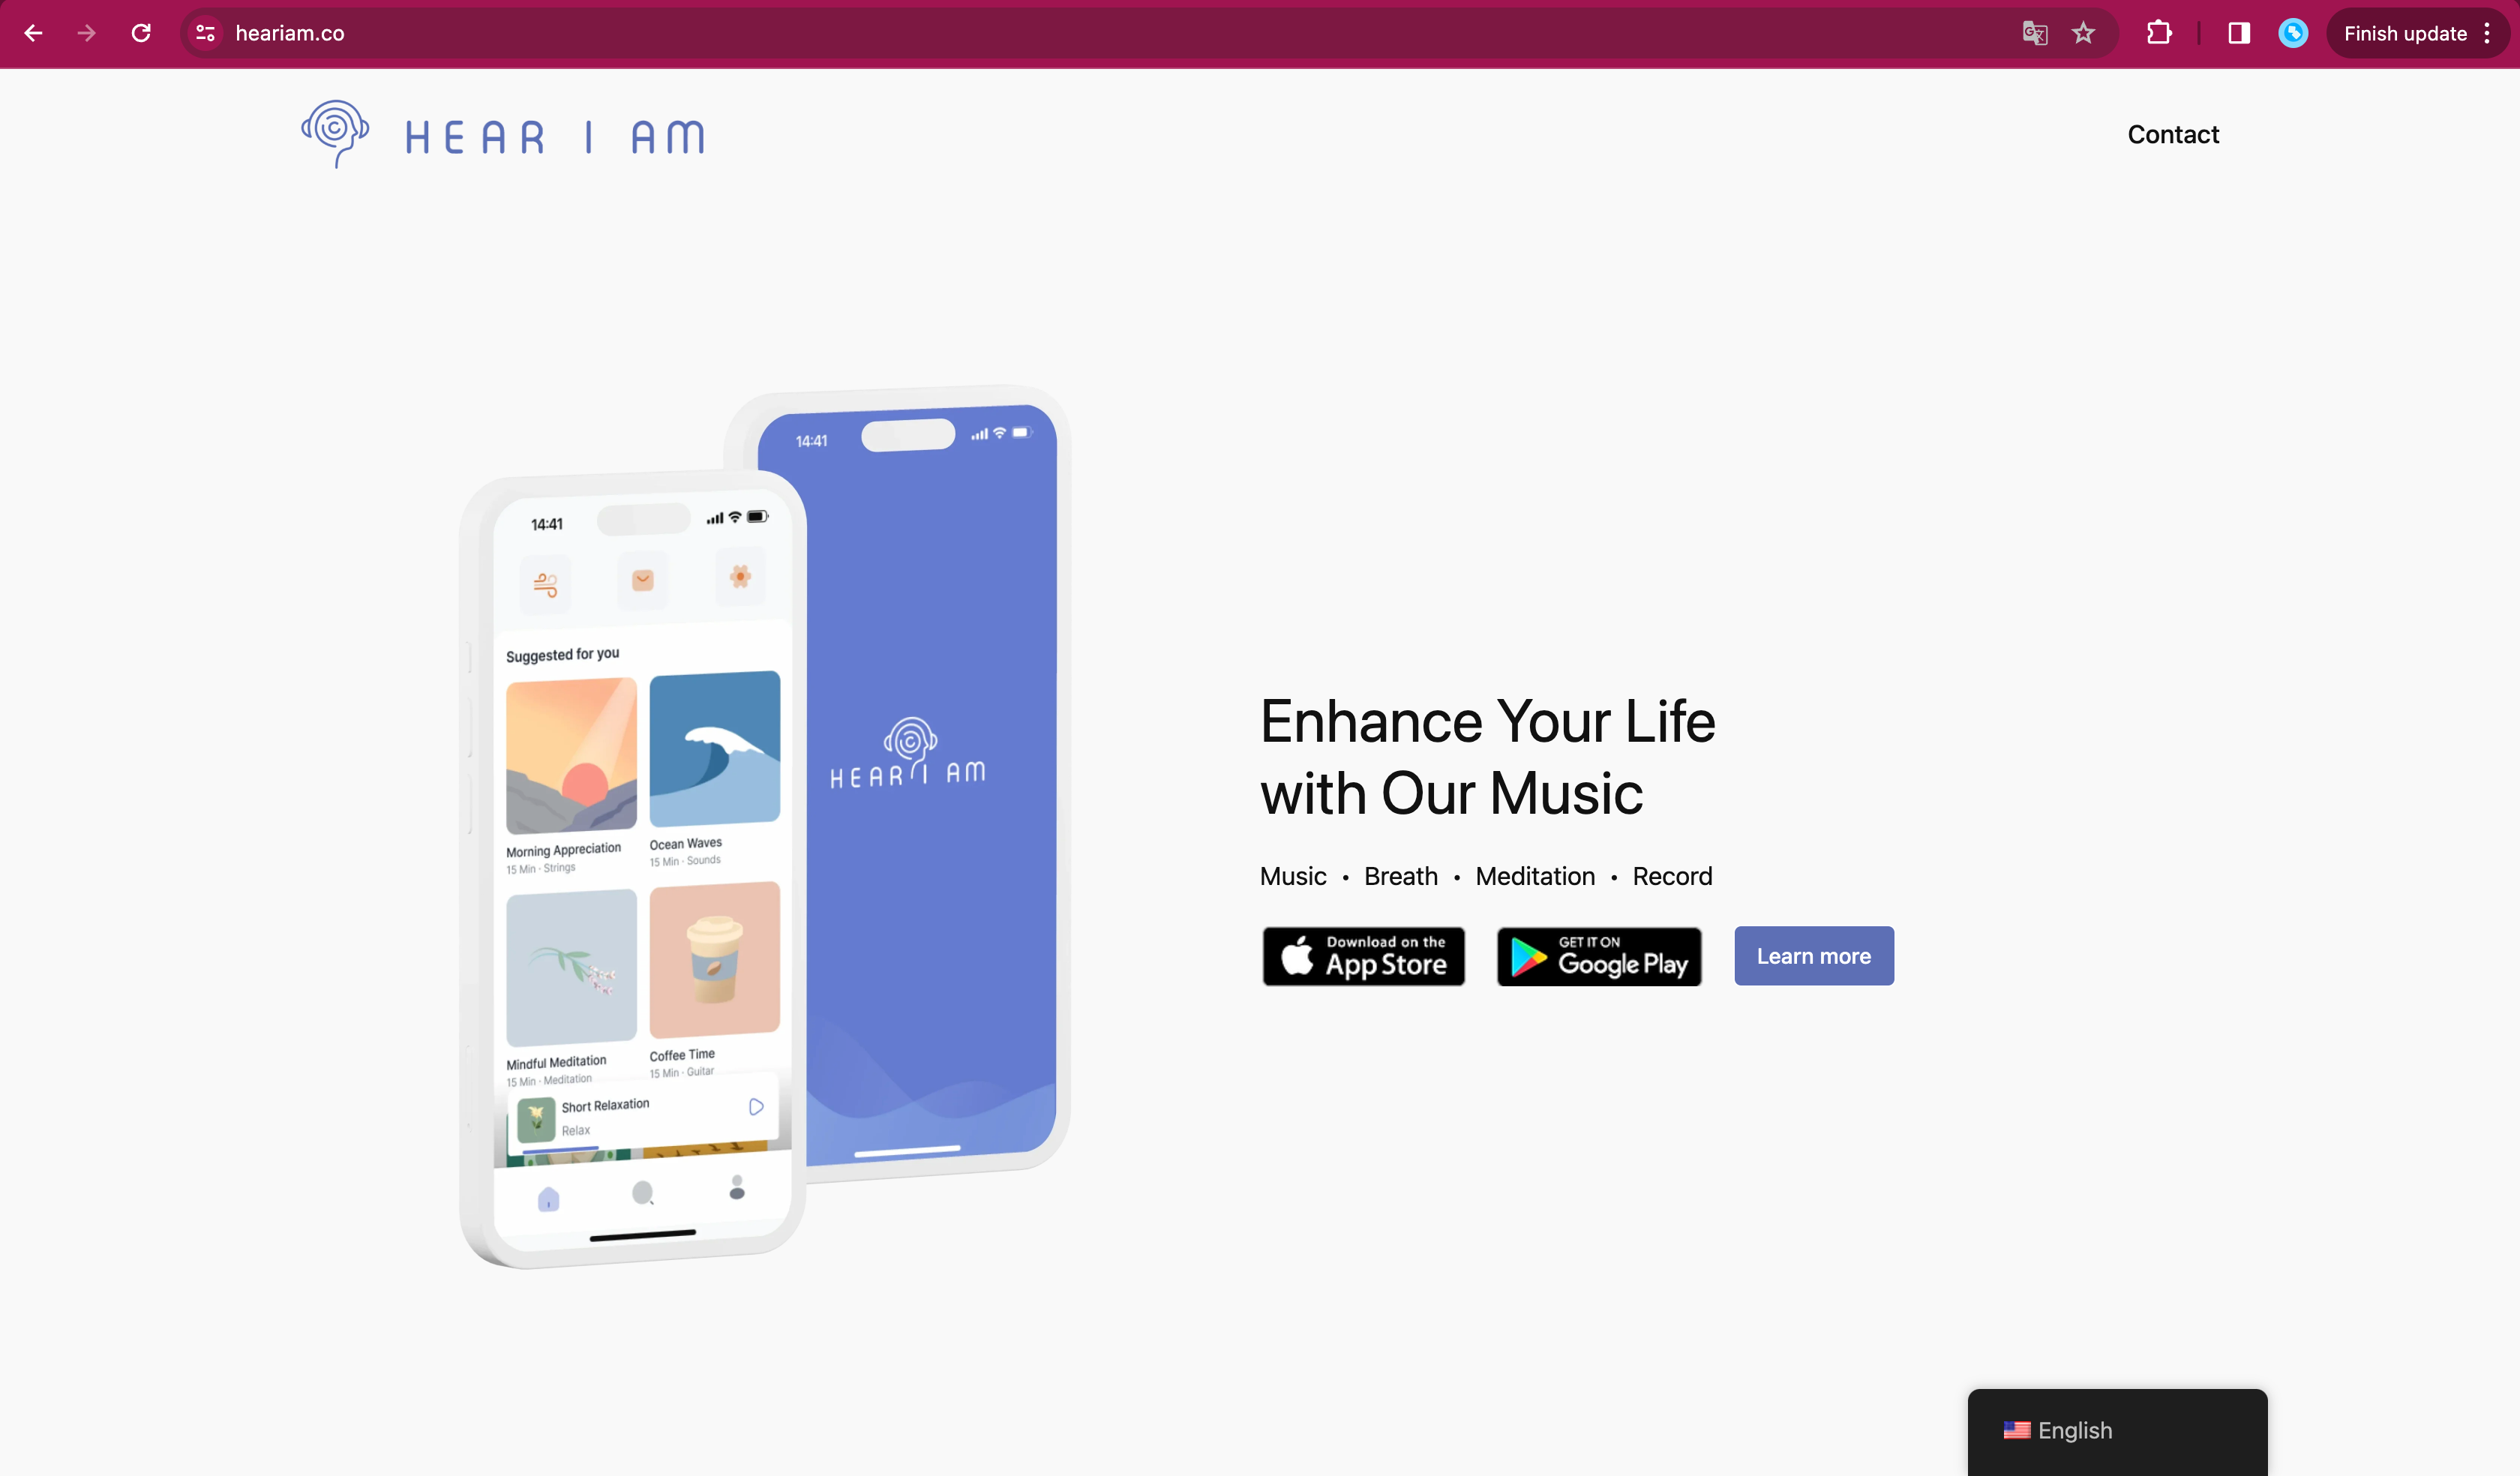 heariam.co
Finish update
HEAR I AM
Contact
14:41
14:41
Suggested for you
Morning Appreciation
15 Min · Strings
Ocean Waves
15 Min · Sounds
Mindful Meditation
15 Min · Meditation
Coffee Time
15 Min · Guitar
Short Relaxation
Relax
HEAR I AM
Enhance Your Life
with Our Music
Music • Breath • Meditation • Record
Download on the
App Store
GET IT ON
Google Play
Learn more
English